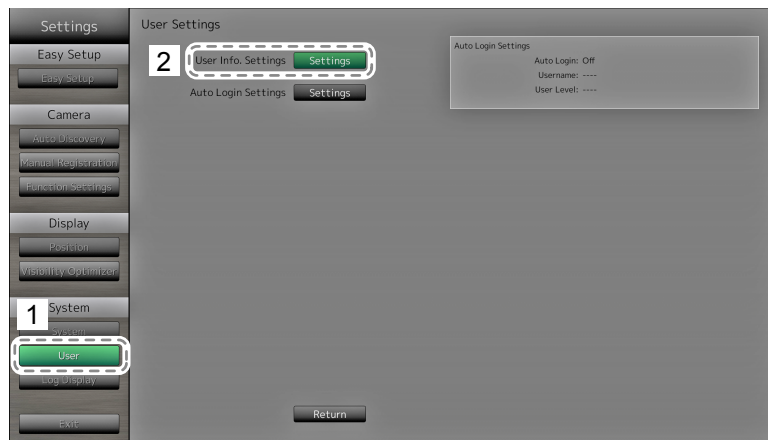 Settings
Easy Setup
Easy Setup
Camera
Auto Discovery
Manual Registration
Function Settings
Display
Position
Visibility Optimizer
System
1
System
User
Log Display
Exit
User Settings
2
User Info. Settings Settings
Auto Login Settings Settings
Return
Auto Login Settings
Auto Login: Off
Username: ----
User Level: ----